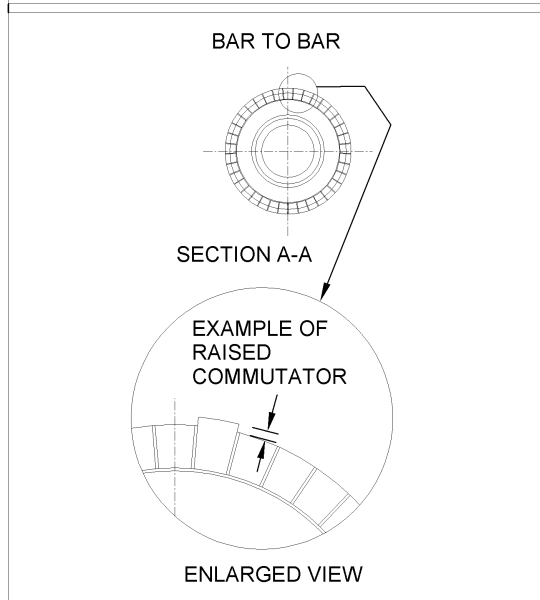 BAR TO BAR
SECTION A-A
EXAMPLE OF
RAISED
COMMUTATOR
ENLARGED VIEW